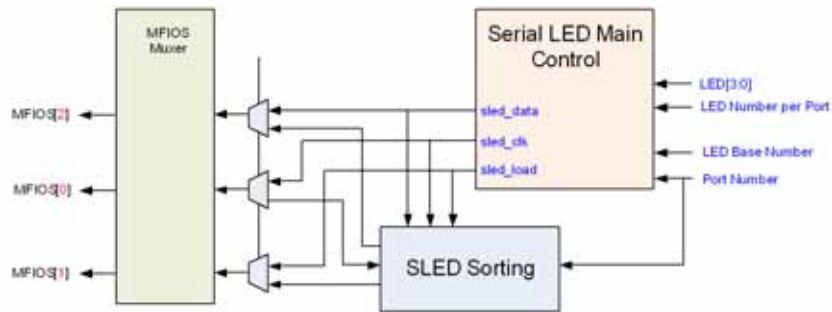 MFIOS
Muxer
Serial LED Main
Control
LED[3:0]
LED Number per Port
MFIOS[2]
sled_data
sled_clk
LED Base Number
sled_load
Port Number
MFIOS[0]
SLED Sorting
MFIOS[1]